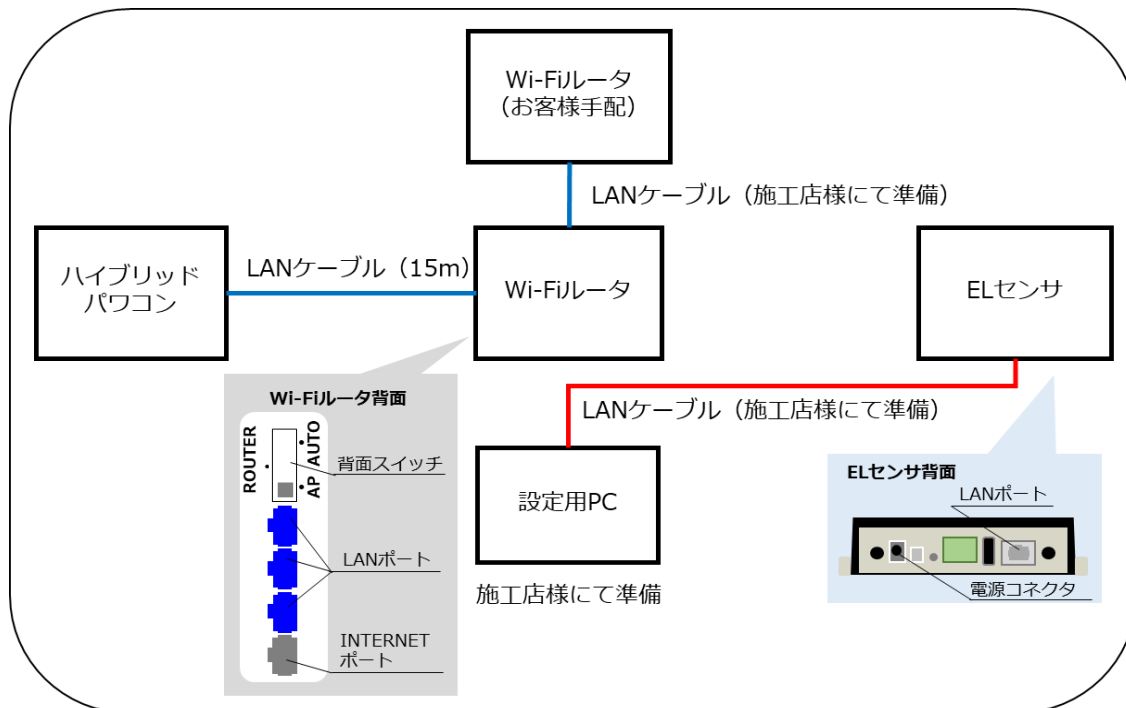 Wi-Fiルータ
（お客様手配）
LANケーブル（施工店様にて準備）
ハイブリッド
パワコン
LANケーブル（15m）
Wi-Fiルータ
ELセンサ
Wi-Fiルータ背面
ROUTER
AUTO
AP
背面スイッチ
LANポート
INTERNET
ポート
LANケーブル（施工店様にて準備）
設定用PC
施工店様にて準備
ELセンサ背面
LANポート
電源コネクタ